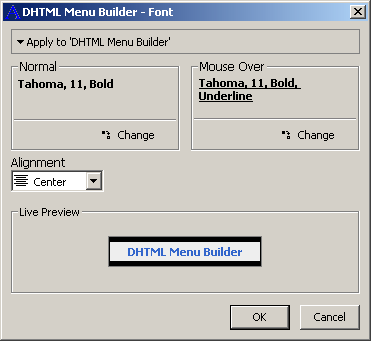 DHTML Menu Builder - Font
Apply to 'DHTML Menu Builder'
Normal
Tahoma, 11, Bold
Change
Mouse Over
Tahoma, 11, Bold,
Underline
Change
Alignment
Center
Live Preview
DHTML Menu Builder
OK
Cancel